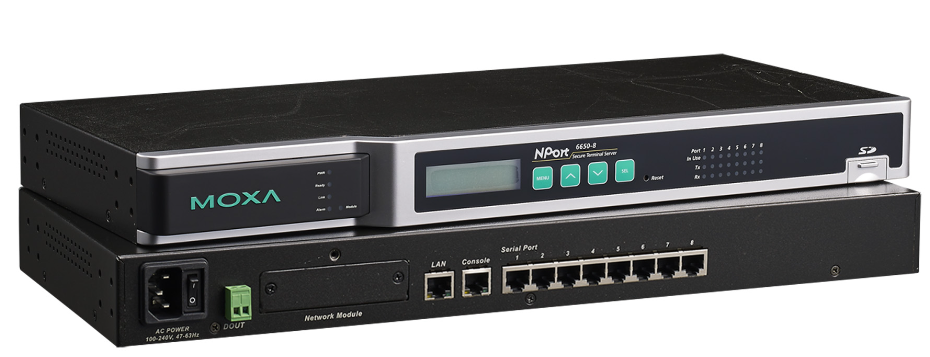 MOXA
PWR
Ready
Link
Alarm
Module
NPort 6650-8
Secure Terminal Server
MENU
SEL
Reset
Port 1 2 3 4 5 6 7 8
In Use
Tx
Rx
SD
AC POWER
100-240V, 47-63Hz
DOUT
Network Module
LAN
Console
Serial Port
1 2 3 4 5 6 7 8